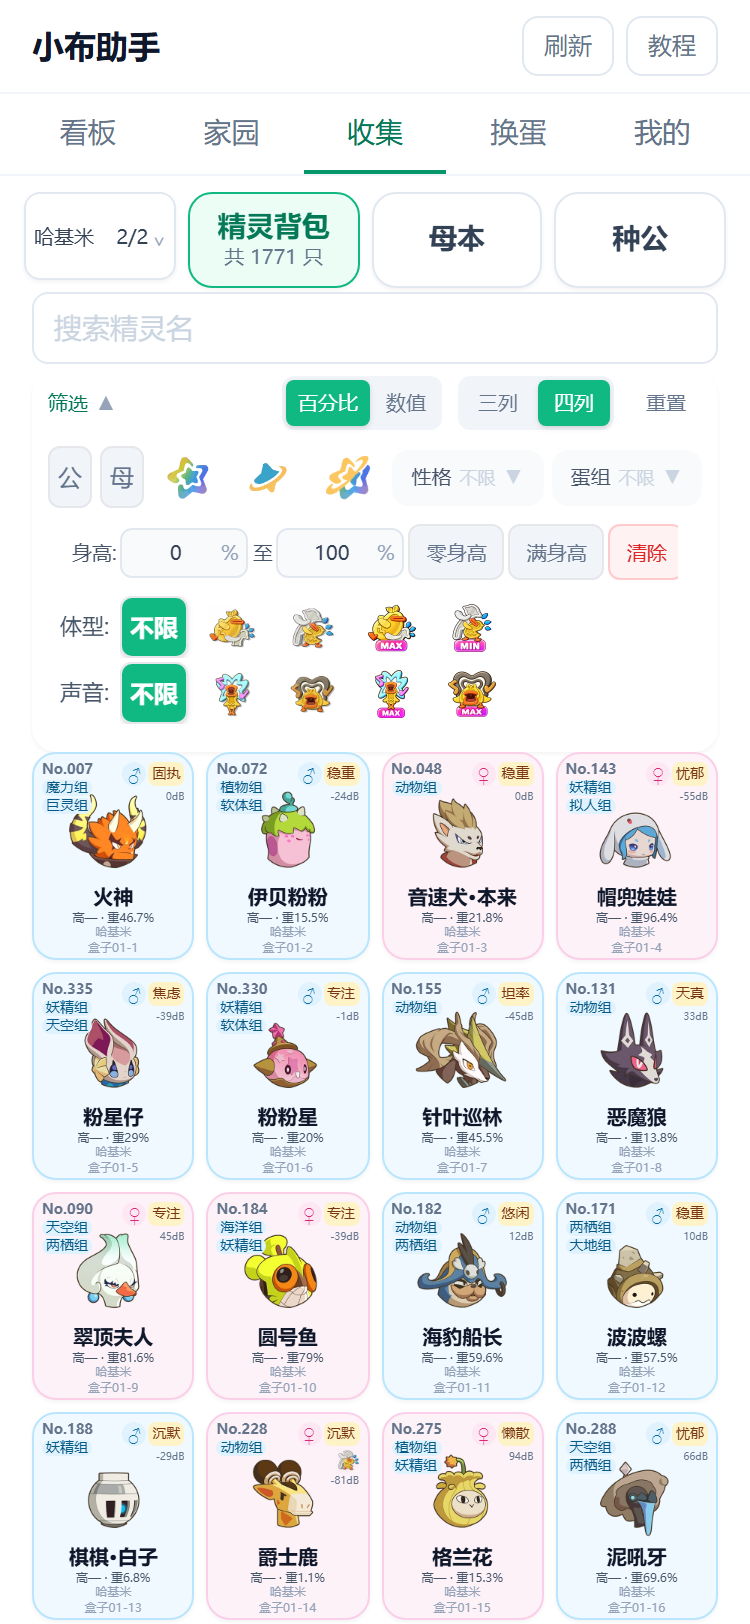 小布助手
刷新
教程
看板
家园
收集
换蛋
我的
哈基米 2/2
精灵背包
共 1771 只
母本
种公
搜索精灵名
筛选 ▲
百分比
数值
三列
四列
重置
公
母
性格 不限 ▼
蛋组 不限 ▼
身高: 0 % 至 100 %
零身高
满身高
清除
体型: 不限
MAX
MIN
声音: 不限
MAX
MAX
No.007 ♂ 固执
魔力组
巨灵组
0dB
火神
高— · 重46.7%
哈基米
盒子01-1
No.072 ♂ 稳重
植物组
软体组
-24dB
伊贝粉粉
高— · 重15.5%
哈基米
盒子01-2
No.048 ♀ 稳重
动物组
0dB
音速犬•本来
高— · 重21.8%
哈基米
盒子01-3
No.143 ♀ 忧郁
妖精组
拟人组
-55dB
帽兜娃娃
高— · 重96.4%
哈基米
盒子01-4
No.335 ♂ 焦虑
妖精组
天空组
-39dB
粉星仔
高— · 重29%
哈基米
盒子01-5
No.330 ♂ 专注
妖精组
软体组
-1dB
粉粉星
高— · 重20%
哈基米
盒子01-6
No.155 ♂ 坦率
动物组
-45dB
针叶巡林
高— · 重45.5%
哈基米
盒子01-7
No.131 ♂ 天真
动物组
33dB
恶魔狼
高— · 重13.8%
哈基米
盒子01-8
No.090 ♀ 专注
天空组
两栖组
45dB
翠顶夫人
高— · 重81.6%
哈基米
盒子01-9
No.184 ♀ 专注
海洋组
妖精组
-39dB
圆号鱼
高— · 重79%
哈基米
盒子01-10
No.182 ♂ 悠闲
动物组
两栖组
12dB
海豹船长
高— · 重59.6%
哈基米
盒子01-11
No.171 ♂ 稳重
两栖组
大地组
10dB
波波螺
高— · 重57.5%
哈基米
盒子01-12
No.188 ♂ 沉默
妖精组
-29dB
棋棋•白子
高— · 重6.8%
哈基米
盒子01-13
No.228 ♀ 沉默
动物组
-81dB
爵士鹿
高— · 重1.1%
哈基米
盒子01-14
No.275 ♀ 懒散
植物组
妖精组
94dB
格兰花
高— · 重15.3%
哈基米
盒子01-15
No.288 ♂ 忧郁
天空组
两栖组
66dB
泥吼牙
高— · 重69.6%
哈基米
盒子01-16